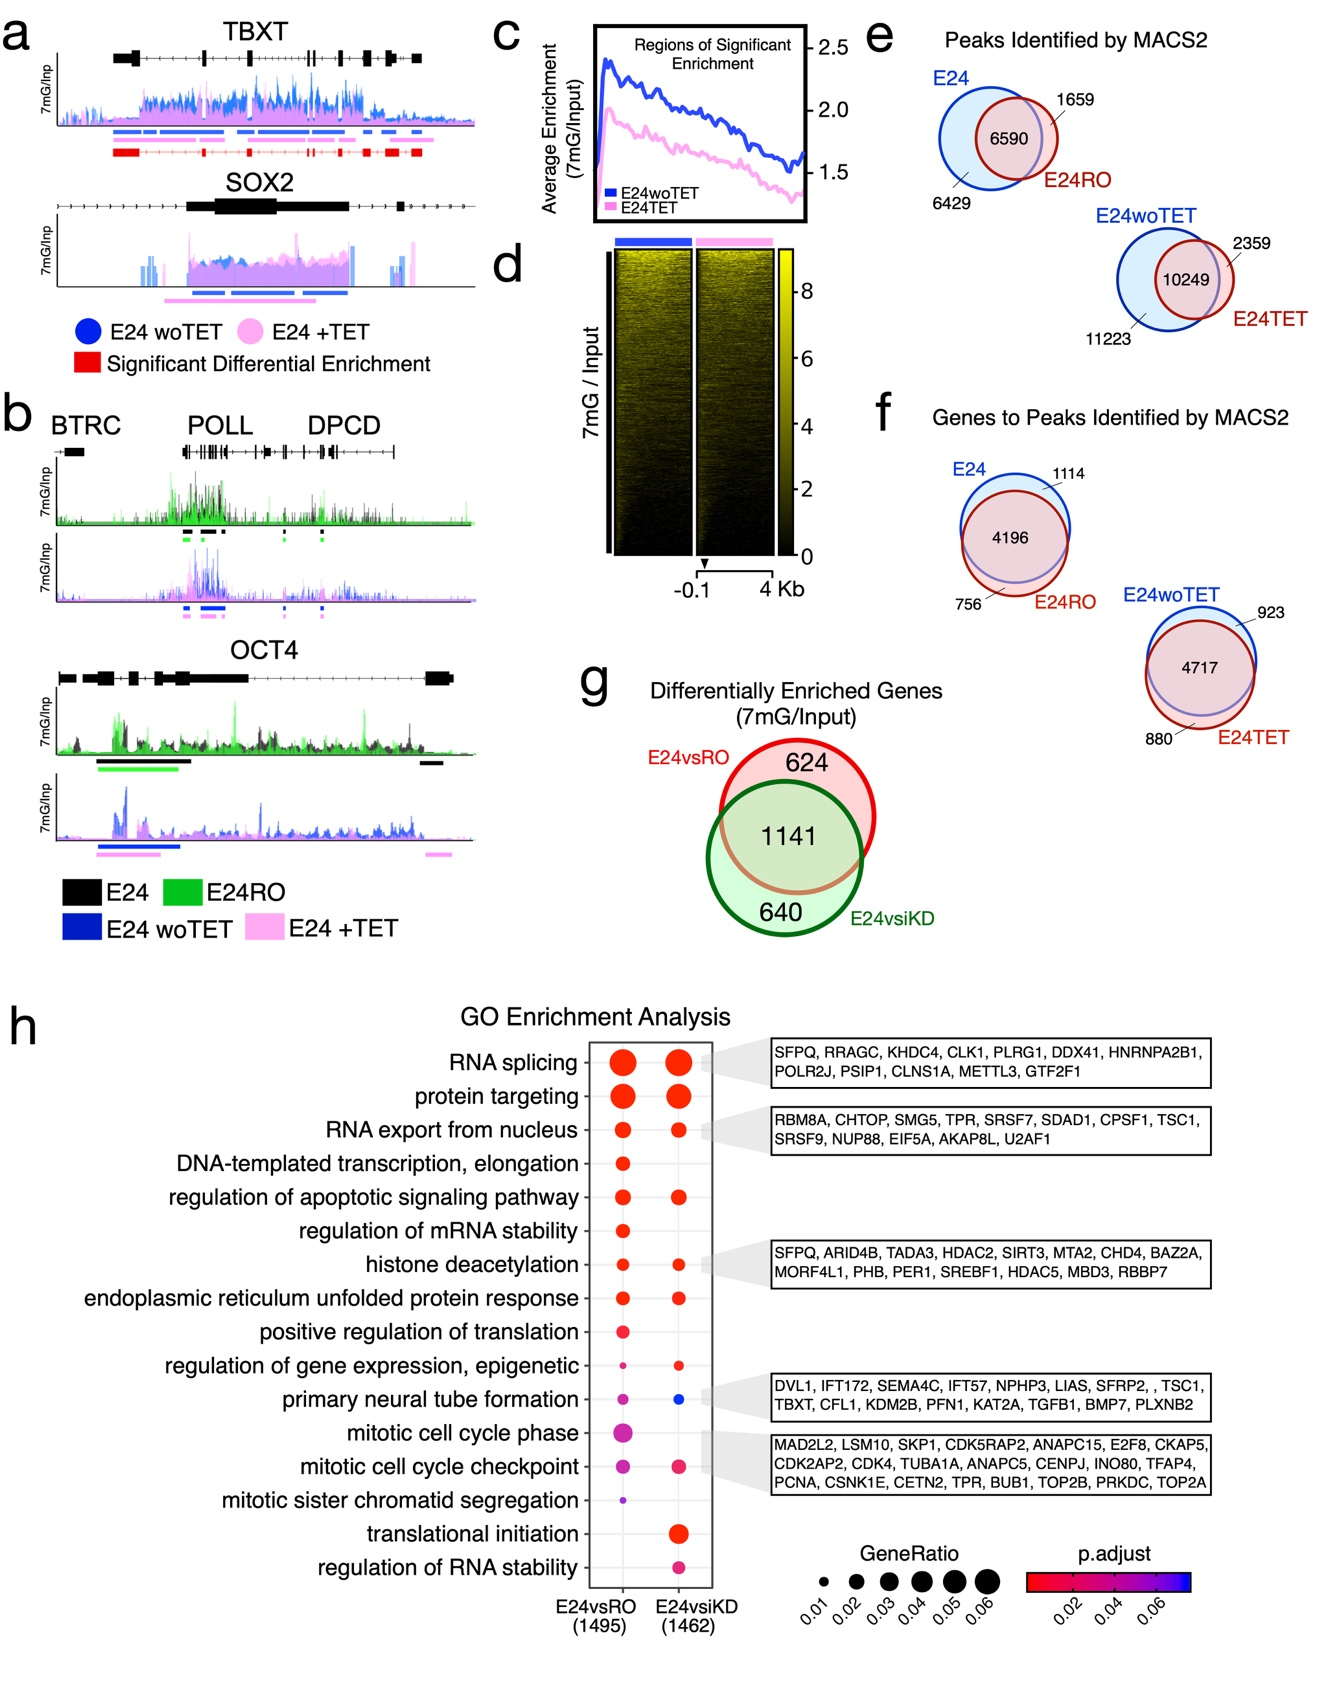 a
TBXT
7mG/Inp
SOX2
7mG/Inp
E24 woTET
E24 +TET
Significant Differential Enrichment
b
BTRC
POLL
DPCD
7mG/Inp
7mG/Inp
OCT4
7mG/Inp
7mG/Inp
E24
E24RO
E24 woTET
E24 +TET
c
Average Enrichment
(7mG/Input)
Regions of Significant
Enrichment
E24woTET
E24TET
2.5
2.0
1.5
d
7mG / Input
8
6
4
2
0
-0.1
4 Kb
e
Peaks Identified by MACS2
E24
1659
6590
E24RO
6429
E24woTET
2359
10249
E24TET
11223
f
Genes to Peaks Identified by MACS2
E24
1114
4196
756
E24RO
E24woTET
923
4717
880
E24TET
g
Differentially Enriched Genes
(7mG/Input)
E24vsRO
624
1141
640
E24vsiKD
h
GO Enrichment Analysis
RNA splicing
protein targeting
RNA export from nucleus
DNA-templated transcription, elongation
regulation of apoptotic signaling pathway
regulation of mRNA stability
histone deacetylation
endoplasmic reticulum unfolded protein response
positive regulation of translation
regulation of gene expression, epigenetic
primary neural tube formation
mitotic cell cycle phase
mitotic cell cycle checkpoint
mitotic sister chromatid segregation
translational initiation
regulation of RNA stability
E24vsRO
(1495)
E24vsiKD
(1462)
SFPQ, RRAGC, KHDC4, CLK1, PLRG1, DDX41, HNRNPA2B1,
POLR2J, PSIP1, CLNS1A, METTL3, GTF2F1
RBM8A, CHTOP, SMG5, TPR, SRSF7, SDAD1, CPSF1, TSC1,
SRSF9, NUP88, EIF5A, AKAP8L, U2AF1
SFPQ, ARID4B, TADA3, HDAC2, SIRT3, MTA2, CHD4, BAZ2A,
MORF4L1, PHB, PER1, SREBF1, HDAC5, MBD3, RBBP7
DVL1, IFT172, SEMA4C, IFT57, NPHP3, LIAS, SFRP2, , TSC1,
TBXT, CFL1, KDM2B, PFN1, KAT2A, TGFB1, BMP7, PLXNB2
MAD2L2, LSM10, SKP1, CDK5RAP2, ANAPC15, E2F8, CKAP5,
CDK2AP2, CDK4, TUBA1A, ANAPC5, CENPJ, INO80, TFAP4,
PCNA, CSNK1E, CETN2, TPR, BUB1, TOP2B, PRKDC, TOP2A
GeneRatio
0.01
0.02
0.03
0.04
0.05
0.06
p.adjust
0.02
0.04
0.06